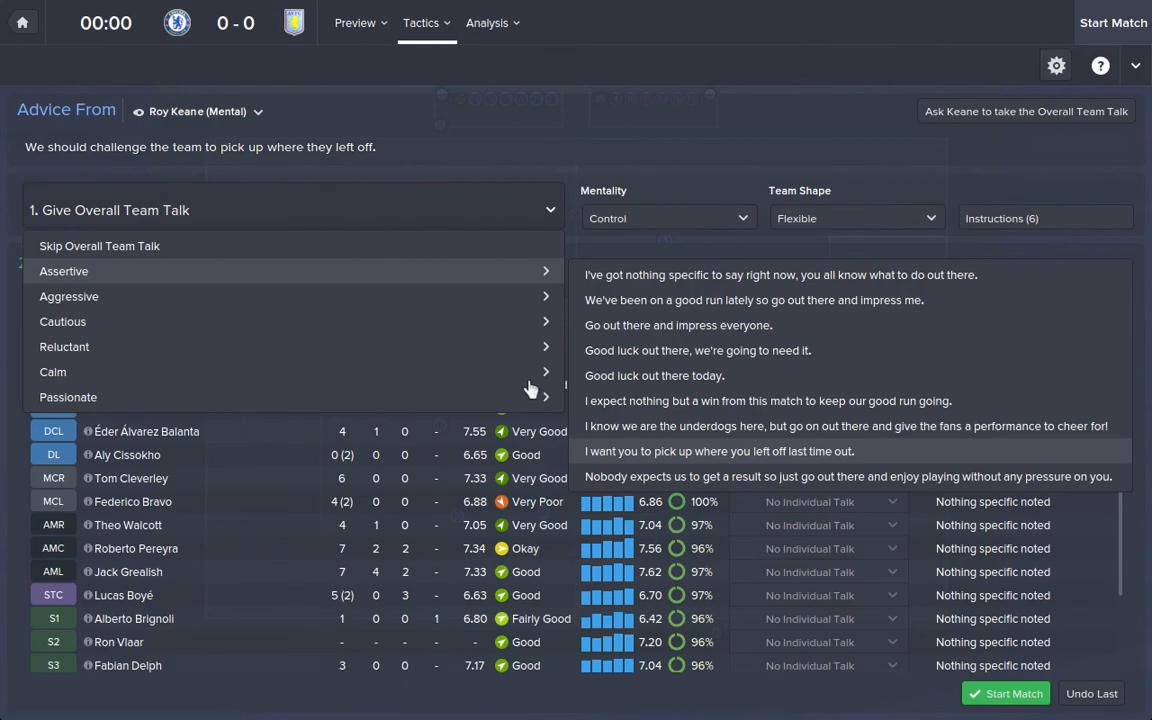 00:00 0 - 0 Preview Tactics Analysis Start Match
?
Advice From Roy Keane (Mental) Ask Keane to take the Overall Team Talk
We should challenge the team to pick up where they left off.
Mentality Team Shape
1. Give Overall Team Talk Control Flexible Instructions (6)
Skip Overall Team Talk
Assertive
Aggressive
Cautious
Reluctant
Calm
Passionate
I've got nothing specific to say right now, you all know what to do out there.
We've been on a good run lately so go out there and impress me.
Go out there and impress everyone.
Good luck out there, we're going to need it.
Good luck out there today.
I expect nothing but a win from this match to keep our good run going.
I know we are the underdogs here, but go on out there and give the fans a performance to cheer for!
I want you to pick up where you left off last time out.
Nobody expects us to get a result so just go out there and enjoy playing without any pressure on you.
DCL Éder Álvarez Balanta 4 1 0 - 7.55 Very Good
DL Aly Cissokho 0 (2) 0 0 - 6.65 Good
MCR Tom Cleverley 6 0 0 - 7.33 Very Good
MCL Federico Bravo 4 (2) 0 0 - 6.88 Very Poor 6.86 100% No Individual Talk Nothing specific noted
AMR Theo Walcott 4 1 0 - 7.05 Very Good 7.04 97% No Individual Talk Nothing specific noted
AMC Roberto Pereyra 7 2 2 - 7.34 Okay 7.56 96% No Individual Talk Nothing specific noted
AML Jack Grealish 7 4 2 - 7.33 Good 7.62 97% No Individual Talk Nothing specific noted
STC Lucas Boyé 5 (2) 0 3 - 6.63 Good 6.70 97% No Individual Talk Nothing specific noted
S1 Alberto Brignoli 1 0 0 1 6.80 Fairly Good 6.42 96% No Individual Talk Nothing specific noted
S2 Ron Vlaar - - - - - Good 7.20 96% No Individual Talk Nothing specific noted
S3 Fabian Delph 3 0 0 - 7.17 Good 7.04 96% No Individual Talk Nothing specific noted
Start Match Undo Last